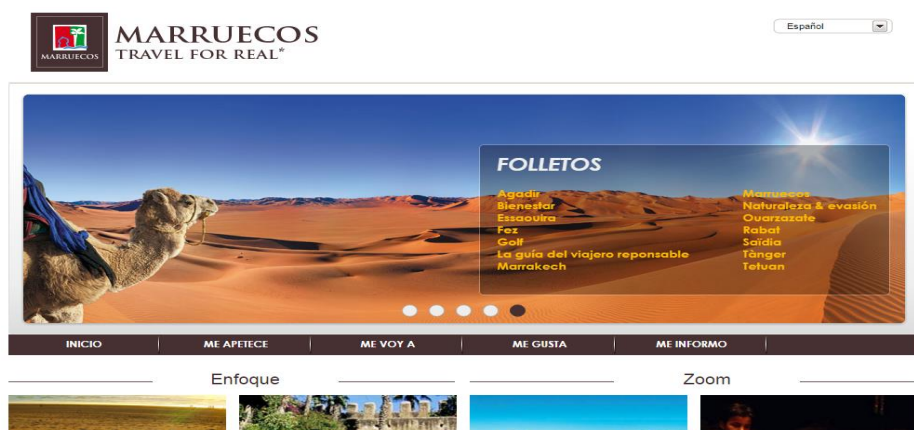 MARRUECOS
MARRUECOS
TRAVEL FOR REAL*
Español
FOLLETOS
Agadir
Bienestar
Essaouira
Fez
Golf
La guía del viajero reponsable
Marrakech
Marruecos
Naturaleza & evasión
Ouarzazate
Rabat
Saïdia
Tànger
Tetuan
INICIO
ME APETECE
ME VOY A
ME GUSTA
ME INFORMO
Enfoque
Zoom